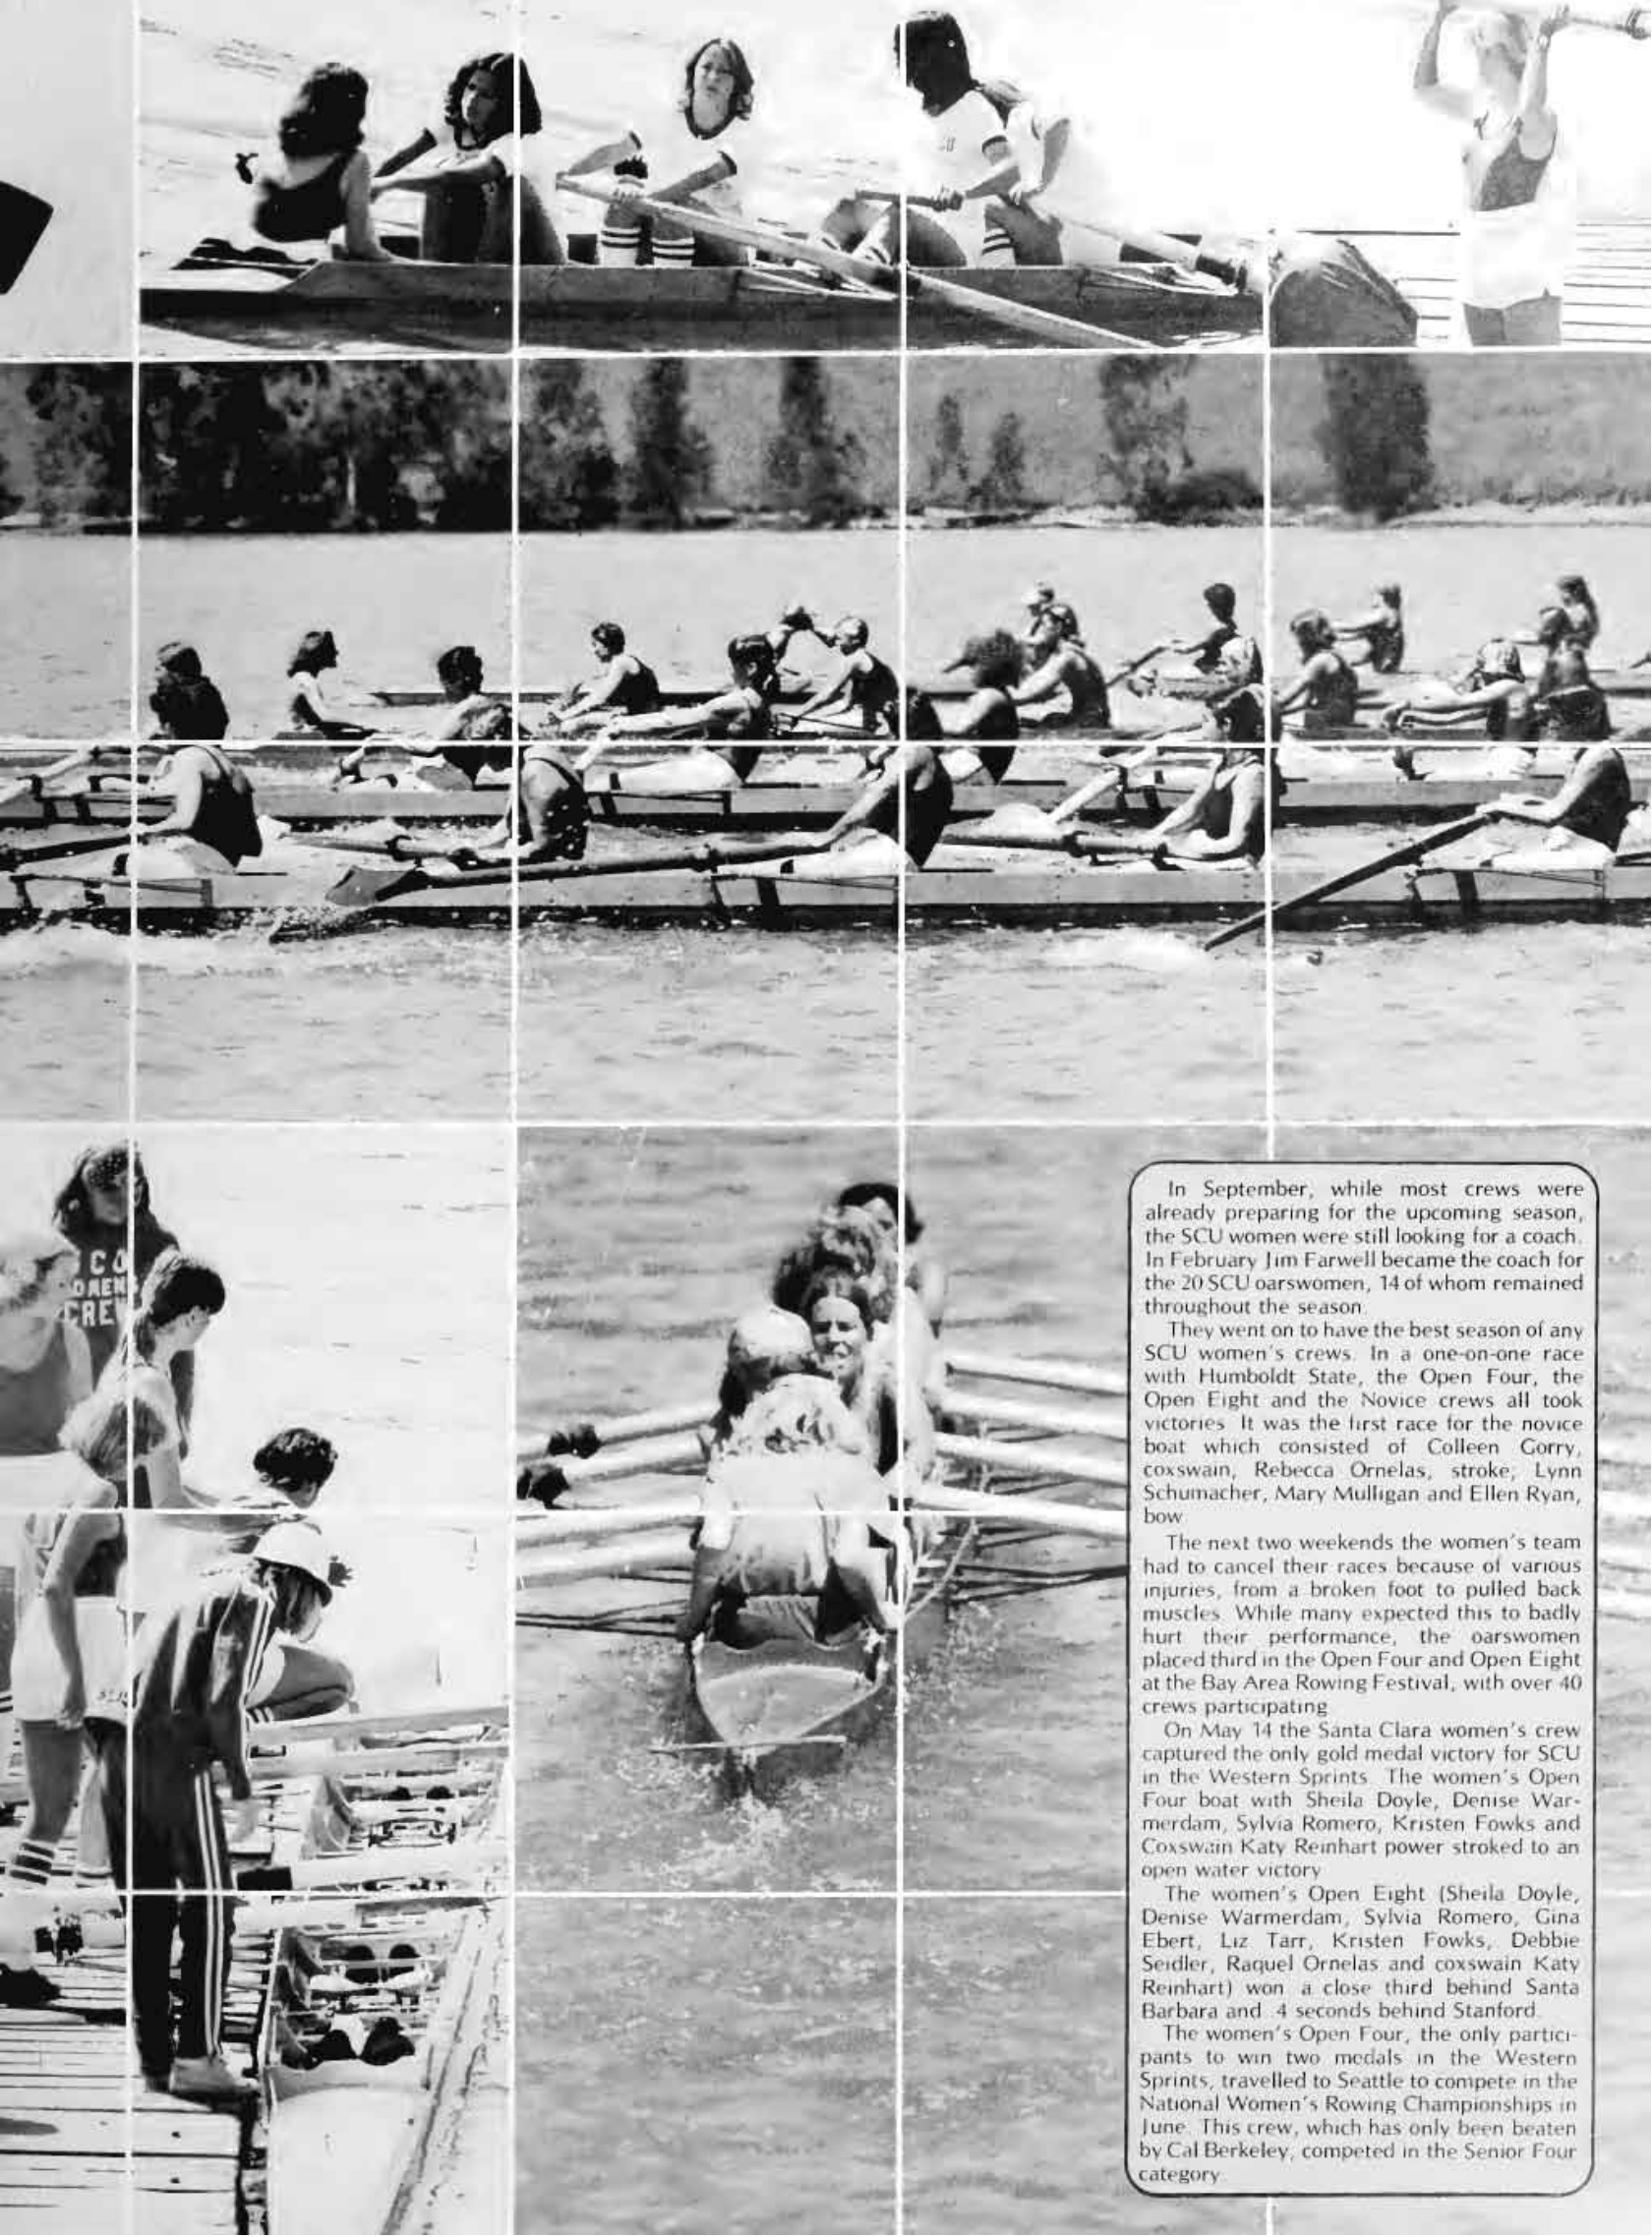 SCU
WOMENS
CREW
In September, while most crews were
already preparing for the upcoming season,
the SCU women were still looking for a coach.
In February Jim Farwell became the coach for
the 20 SCU oarswomen, 14 of whom remained
throughout the season.
They went on to have the best season of any
SCU women's crews. In a one-on-one race
with Humboldt State, the Open Four, the
Open Eight and the Novice crews all took
victories. It was the first race for the novice
boat which consisted of Colleen Gorry,
coxswain, Rebecca Ornelas, stroke; Lynn
Schumacher, Mary Mulligan and Ellen Ryan,
bow.
The next two weekends the women's team
had to cancel their races because of various
injuries, from a broken foot to pulled back
muscles. While many expected this to badly
hurt their performance, the oarswomen
placed third in the Open Four and Open Eight
at the Bay Area Rowing Festival, with over 40
crews participating.
On May 14 the Santa Clara women's crew
captured the only gold medal victory for SCU
in the Western Sprints. The women's Open
Four boat with Sheila Doyle, Denise War-
merdam, Sylvia Romero, Kristen Fowks and
Coxswain Katy Reinhart power stroked to an
open water victory.
The women's Open Eight (Sheila Doyle,
Denise Warmerdam, Sylvia Romero, Gina
Ebert, Liz Tarr, Kristen Fowks, Debbie
Seidler, Raquel Ornelas and coxswain Katy
Reinhart) won a close third behind Santa
Barbara and .4 seconds behind Stanford.
The women's Open Four, the only partici-
pants to win two medals in the Western
Sprints, travelled to Seattle to compete in the
National Women's Rowing Championships in
June. This crew, which has only been beaten
by Cal Berkeley, competed in the Senior Four
category.